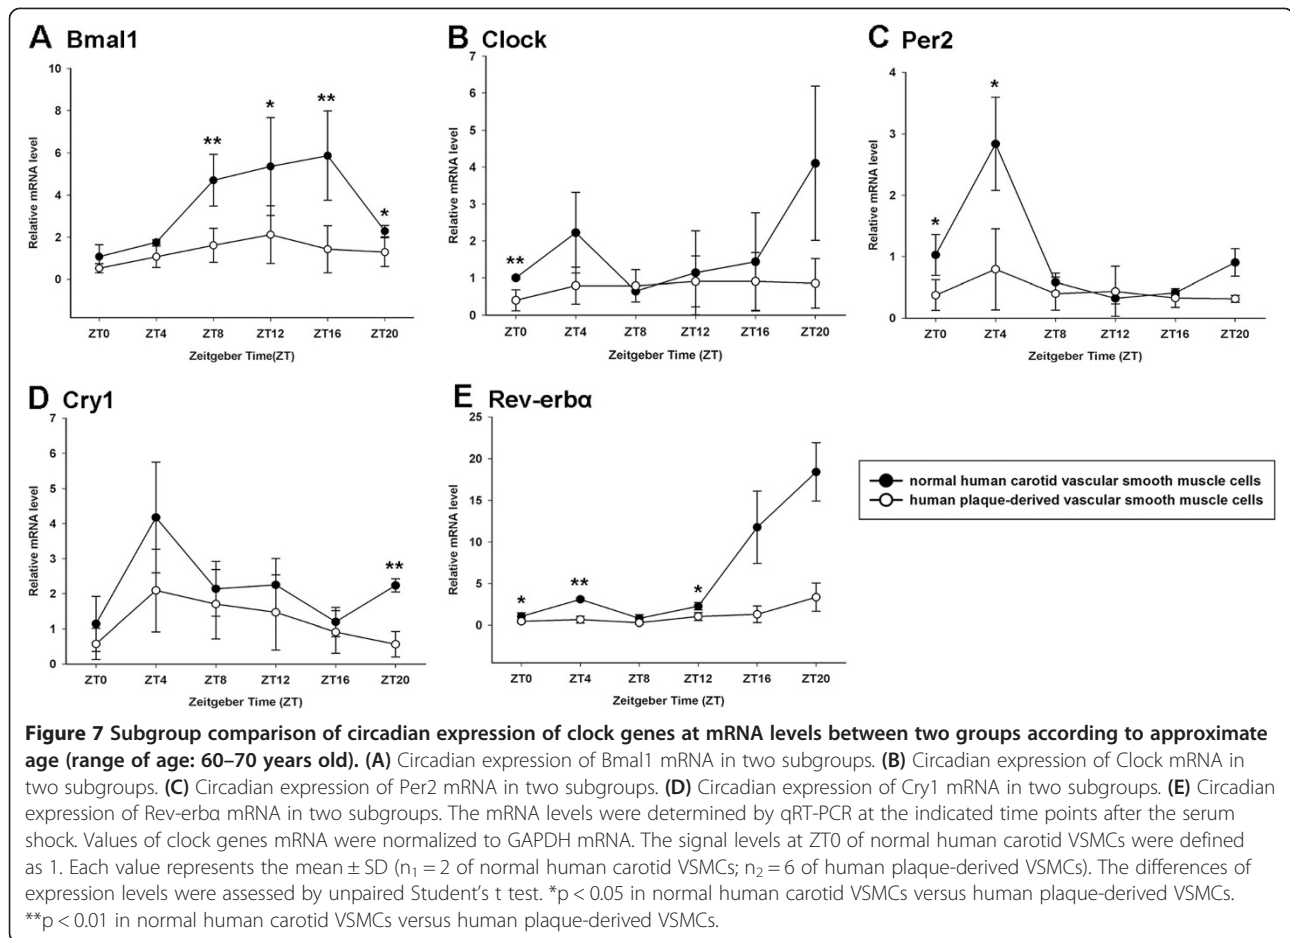 A Bmal1
Relative mRNA level
10
8
6
4
2
0
**
*
**
*
ZT0 ZT4 ZT8 ZT12 ZT16 ZT20
Zeitgeber Time(ZT)
B Clock
Relative mRNA level
7
6
5
4
3
2
1
0
**
ZT0 ZT4 ZT8 ZT12 ZT16 ZT20
Zeitgeber Time (ZT)
C Per2
Relative mRNA level
4
3
2
1
0
*
*
ZT0 ZT4 ZT8 ZT12 ZT16 ZT20
Zeitgeber Time (ZT)
D Cry1
Relative mRNA level
7
6
5
4
3
2
1
0
**
ZT0 ZT4 ZT8 ZT12 ZT16 ZT20
Zeitgeber Time (ZT)
E Rev-erbα
Relative mRNA level
25
20
15
10
5
0
*
**
*
ZT0 ZT4 ZT8 ZT12 ZT16 ZT20
Zeitgeber Time (ZT)
normal human carotid vascular smooth muscle cells
human plaque-derived vascular smooth muscle cells
Figure 7 Subgroup comparison of circadian expression of clock genes at mRNA levels between two groups according to approximate
age (range of age: 60–70 years old). (A) Circadian expression of Bmal1 mRNA in two subgroups. (B) Circadian expression of Clock mRNA in
two subgroups. (C) Circadian expression of Per2 mRNA in two subgroups. (D) Circadian expression of Cry1 mRNA in two subgroups. (E) Circadian
expression of Rev-erbα mRNA in two subgroups. The mRNA levels were determined by qRT-PCR at the indicated time points after the serum
shock. Values of clock genes mRNA were normalized to GAPDH mRNA. The signal levels at ZT0 of normal human carotid VSMCs were defined
as 1. Each value represents the mean ± SD (n₁ = 2 of normal human carotid VSMCs; n₂ = 6 of human plaque-derived VSMCs). The differences of
expression levels were assessed by unpaired Student's t test. *p < 0.05 in normal human carotid VSMCs versus human plaque-derived VSMCs.
**p < 0.01 in normal human carotid VSMCs versus human plaque-derived VSMCs.